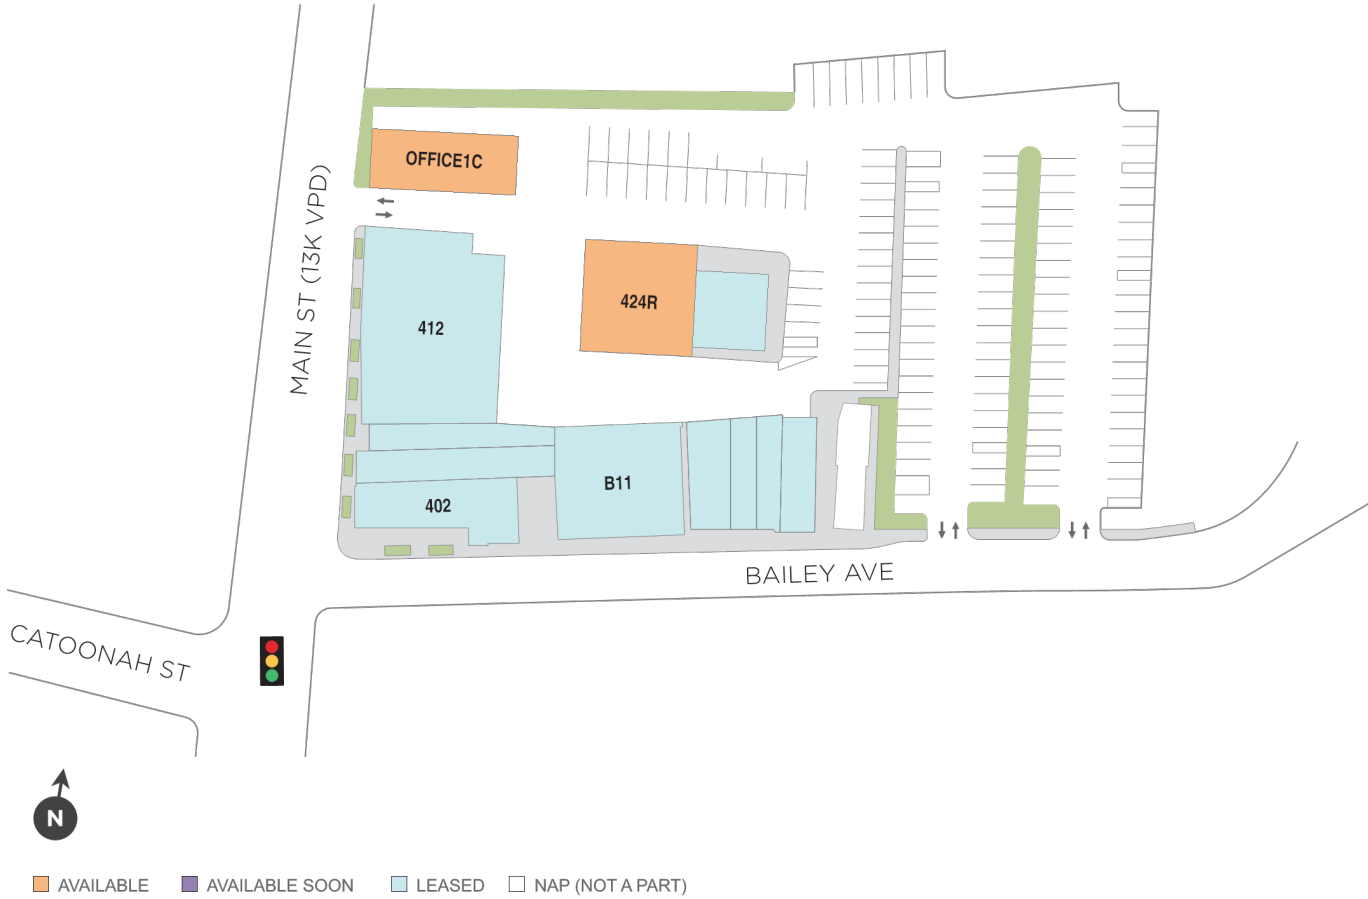 OFFICE1C
MAIN ST (13K VPD)
424R
412
B11
402
BAILEY AVE
CATOONAH ST
N
AVAILABLE
AVAILABLE SOON
LEASED
NAP (NOT A PART)